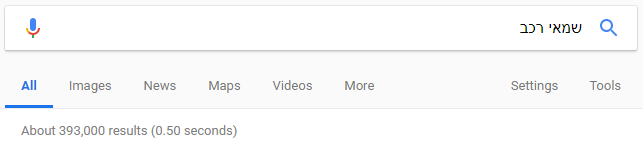 שמאי רכב
All Images News Maps Videos More Settings Tools
About 393,000 results (0.50 seconds)